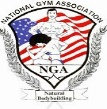 NATIONAL GYM ASSOCIATION
NGA
Natural
Bodybuilding